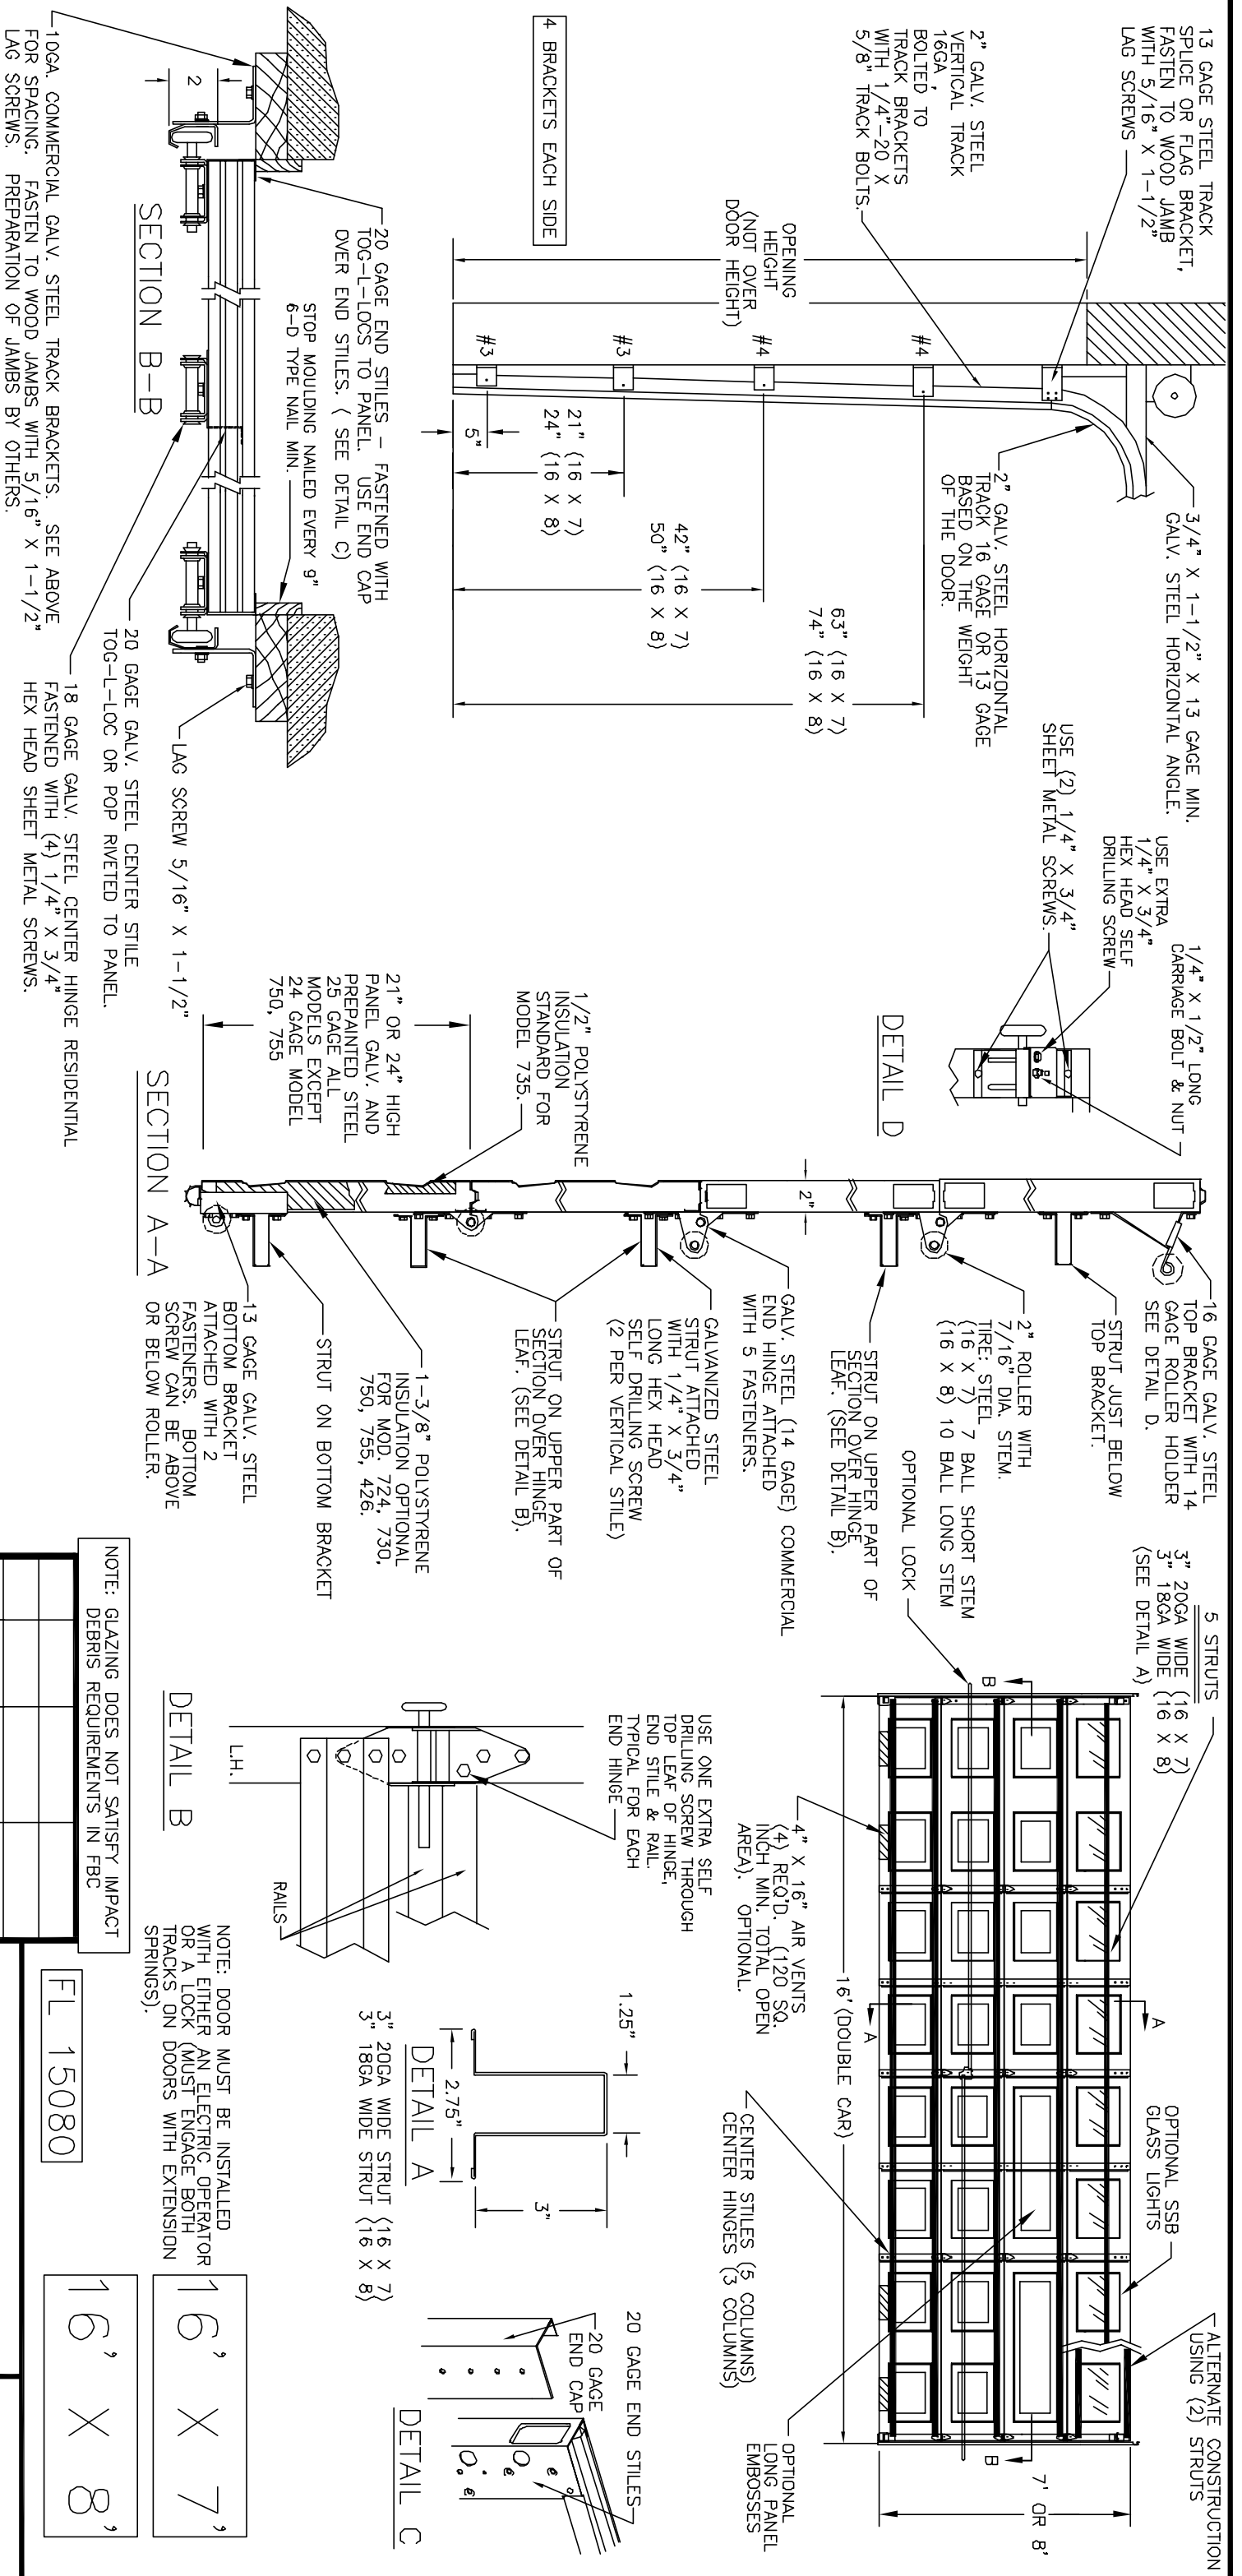 13 GAGE STEEL TRACK
SPLICE OR FLAG BRACKET,
FASTEN TO WOOD JAMB
WITH 5/16" X 1-1/2"
LAG SCREWS
2" GALV. STEEL
VERTICAL TRACK
16GA ,
BOLTED TO
TRACK BRACKETS
WITH 1/4"-20 X
5/8" TRACK BOLTS.
4 BRACKETS EACH SIDE
OPENING
HEIGHT
(NOT OVER
DOOR HEIGHT)
#3
#3
#4
#4
5"
21" (16 X 7)
24" (16 X 8)
42" (16 X 7)
50" (16 X 8)
63" (16 X 7)
74" (16 X 8)
3/4" X 1-1/2" X 13 GAGE MIN.
GALV. STEEL HORIZONTAL ANGLE.
2" GALV. STEEL HORIZONTAL
TRACK 16 GAGE OR 13 GAGE
BASED ON THE WEIGHT
OF THE DOOR.
2
20 GAGE END STILES - FASTENED WITH
TOG-L-LOCS TO PANEL. USE END CAP
OVER END STILES. ( SEE DETAIL C)
STOP MOULDING NAILED EVERY 9"
6-D TYPE NAIL MIN.
SECTION B-B
LAG SCREW 5/16" X 1-1/2"
20 GAGE GALV. STEEL CENTER STILE
TOG-L-LOC OR POP RIVETED TO PANEL.
18 GAGE GALV. STEEL CENTER HINGE RESIDENTIAL
FASTENED WITH (4) 1/4" X 3/4"
HEX HEAD SHEET METAL SCREWS.
10GA. COMMERCIAL GALV. STEEL TRACK BRACKETS. SEE ABOVE
FOR SPACING. FASTEN TO WOOD JAMBS WITH 5/16" X 1-1/2"
LAG SCREWS. PREPARATION OF JAMBS BY OTHERS.
1/4" X 1/2" LONG
CARRIAGE BOLT & NUT
USE EXTRA
1/4" X 3/4"
HEX HEAD SELF
DRILLING SCREW
USE (2) 1/4" X 3/4"
SHEET METAL SCREWS.
DETAIL D
1/2" POLYSTYRENE
INSULATION
STANDARD FOR
MODEL 735.
21" OR 24" HIGH
PANEL GALV. AND
PREPAINTED STEEL
25 GAGE ALL
MODELS EXCEPT
24 GAGE MODEL
750, 755
SECTION A-A
2"
16 GAGE GALV. STEEL
TOP BRACKET WITH 14
GAGE ROLLER HOLDER
SEE DETAIL D.
STRUT JUST BELOW
TOP BRACKET.
2" ROLLER WITH
7/16" DIA. STEM.
TIRE: STEEL
(16 X 7) 7 BALL SHORT STEM
(16 X 8) 10 BALL LONG STEM
STRUT ON UPPER PART OF
SECTION OVER HINGE
LEAF. (SEE DETAIL B).
GALV. STEEL (14 GAGE) COMMERCIAL
END HINGE ATTACHED
WITH 5 FASTENERS.
GALVANIZED STEEL
STRUT ATTACHED
WITH 1/4" X 3/4"
LONG HEX HEAD
SELF DRILLING SCREW
(2 PER VERTICAL STILE)
STRUT ON UPPER PART OF
SECTION OVER HINGE
LEAF. (SEE DETAIL B).
1-3/8" POLYSTYRENE
INSULATION OPTIONAL
FOR MOD. 724, 730,
750, 755, 426.
STRUT ON BOTTOM BRACKET
13 GAGE GALV. STEEL
BOTTOM BRACKET
ATTACHED WITH 2
FASTENERS. BOTTOM
SCREW CAN BE ABOVE
OR BELOW ROLLER.
5 STRUTS
3" 20GA WIDE (16 X 7)
3" 18GA WIDE (16 X 8)
(SEE DETAIL A)
OPTIONAL LOCK
B
B
A
A
16' (DOUBLE CAR)
7' OR 8'
OPTIONAL SSB
GLASS LIGHTS
ALTERNATE CONSTRUCTION
USING (2) STRUTS
4" X 16" AIR VENTS
(4) REQ'D. (120 SQ.
INCH MIN. TOTAL OPEN
AREA). OPTIONAL.
CENTER STILES (5 COLUMNS)
CENTER HINGES (3 COLUMNS)
OPTIONAL
LONG PANEL
EMBOSSES
USE ONE EXTRA SELF
DRILLING SCREW THROUGH
TOP LEAF OF HINGE,
END STILE & RAIL.
TYPICAL FOR EACH
END HINGE
L.H.
RAILS
DETAIL B
1.25"
2.75"
3"
DETAIL A
3" 20GA WIDE STRUT (16 X 7)
3" 18GA WIDE STRUT (16 X 8)
20 GAGE END STILES
20 GAGE
END CAP
DETAIL C
NOTE: GLAZING DOES NOT SATISFY IMPACT
DEBRIS REQUIREMENTS IN FBC
NOTE: DOOR MUST BE INSTALLED
WITH EITHER AN ELECTRIC OPERATOR
OR A LOCK (MUST ENGAGE BOTH
TRACKS ON DOORS WITH EXTENSION
SPRINGS).
FL 15080
16' X 7'
16' X 8'